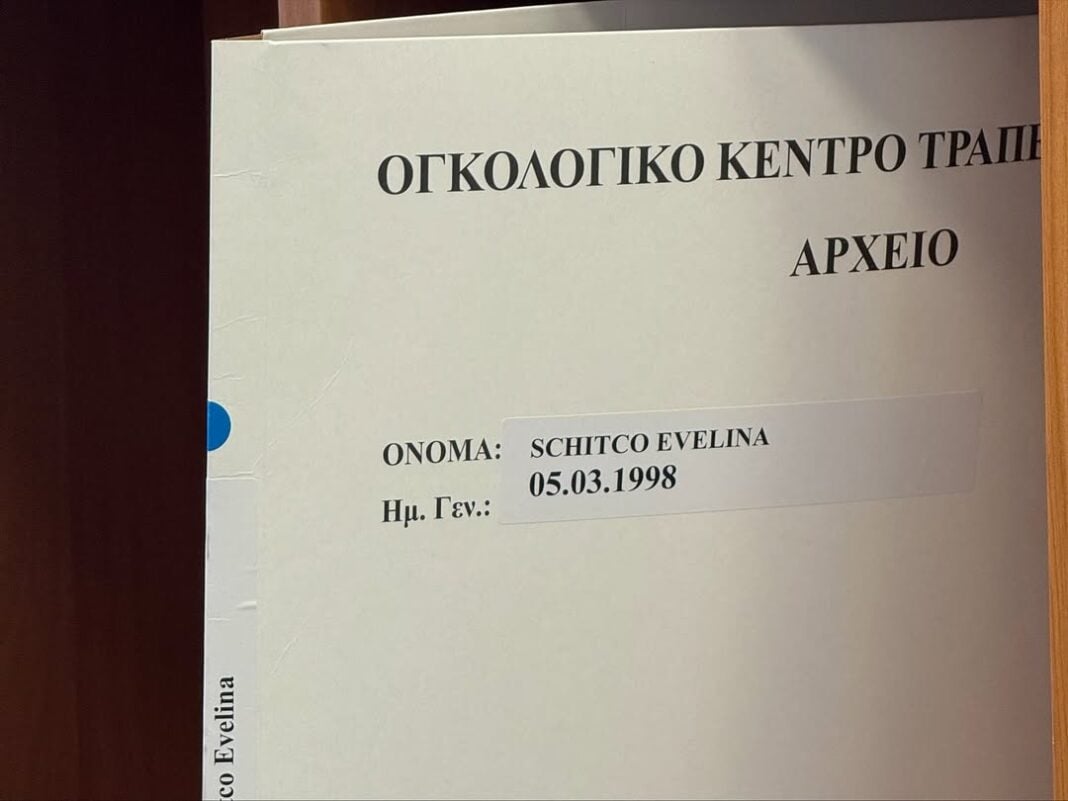 ΟΓΚΟΛΟΓΙΚΟ ΚΕΝΤΡΟ
ΑΡΧΕΙΟ
ΟΝΟΜΑ: SCHITCO EVELINA
Ημ. Γεν.: 05.03.1998
Evelina